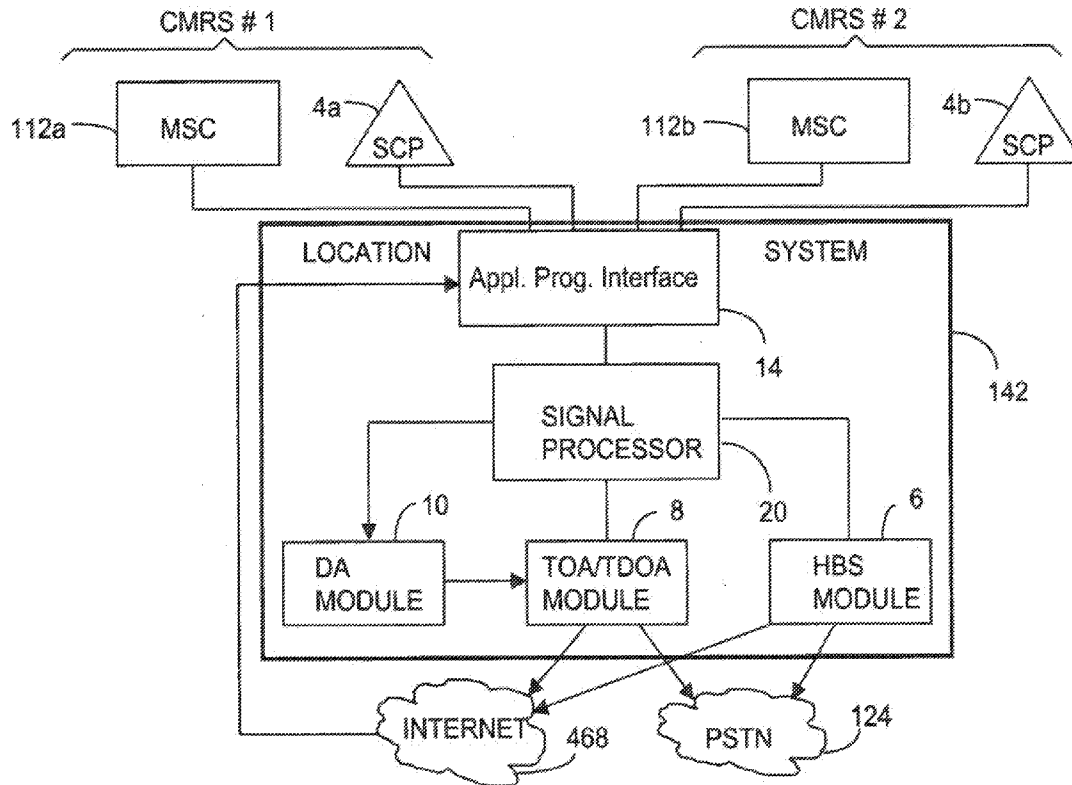 CMRS # 1
CMRS # 2
112a
MSC
4a
SCP
112b
MSC
4b
SCP
LOCATION
SYSTEM
Appl. Prog. Interface
14
142
SIGNAL
PROCESSOR
20
10
8
6
DA
MODULE
TOA/TDOA
MODULE
HBS
MODULE
INTERNET
468
PSTN
124